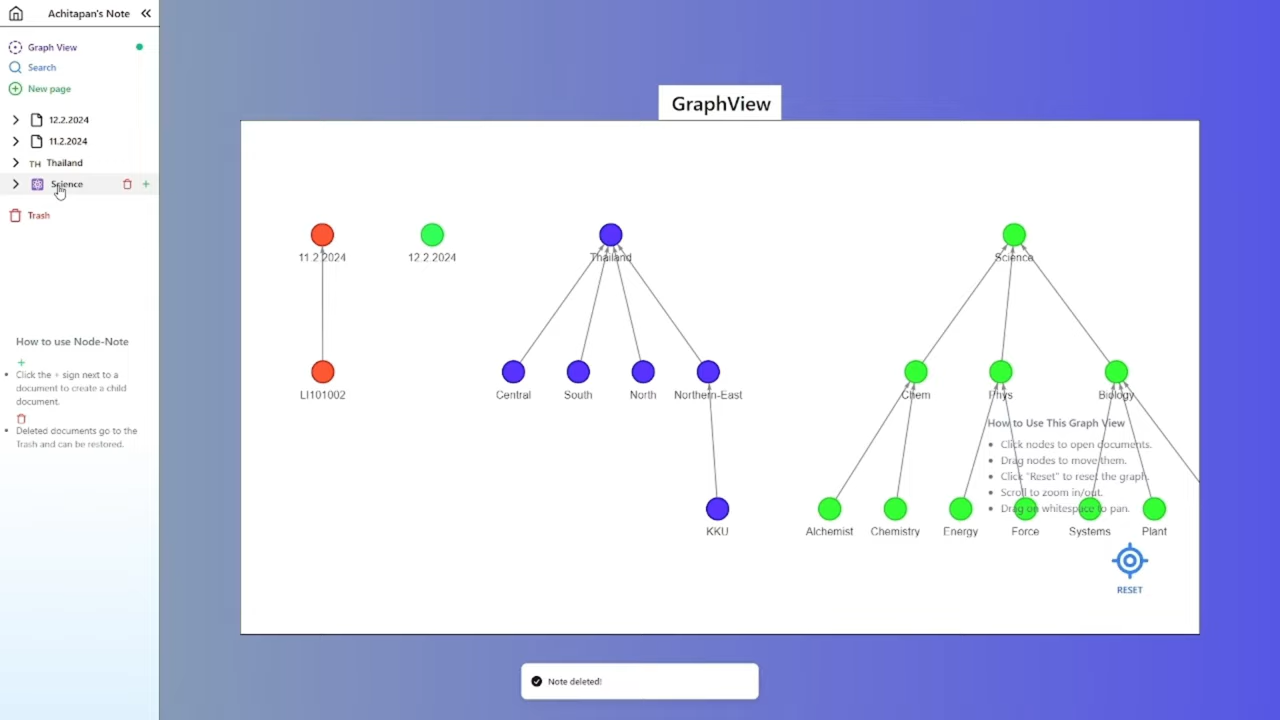 Achitapan's Note
Graph View
Search
New page
12.2.2024
11.2.2024
TH Thailand
Science
Trash
How to use Node-Note
+
Click the + sign next to a
document to create a child
document.
Deleted documents go to the
Trash and can be restored.
GraphView
11.2.2024
12.2.2024
Thailand
Science
LI101002
Central
South
North
Northern-East
Chem
Phys
Biology
How to Use This Graph View
Click nodes to open documents.
Drag nodes to move them.
Click "Reset" to reset the graph.
Scroll to zoom in/out.
Drag on whitespace to pan.
KKU
Alchemist
Chemistry
Energy
Force
Systems
Plant
RESET
Note deleted!